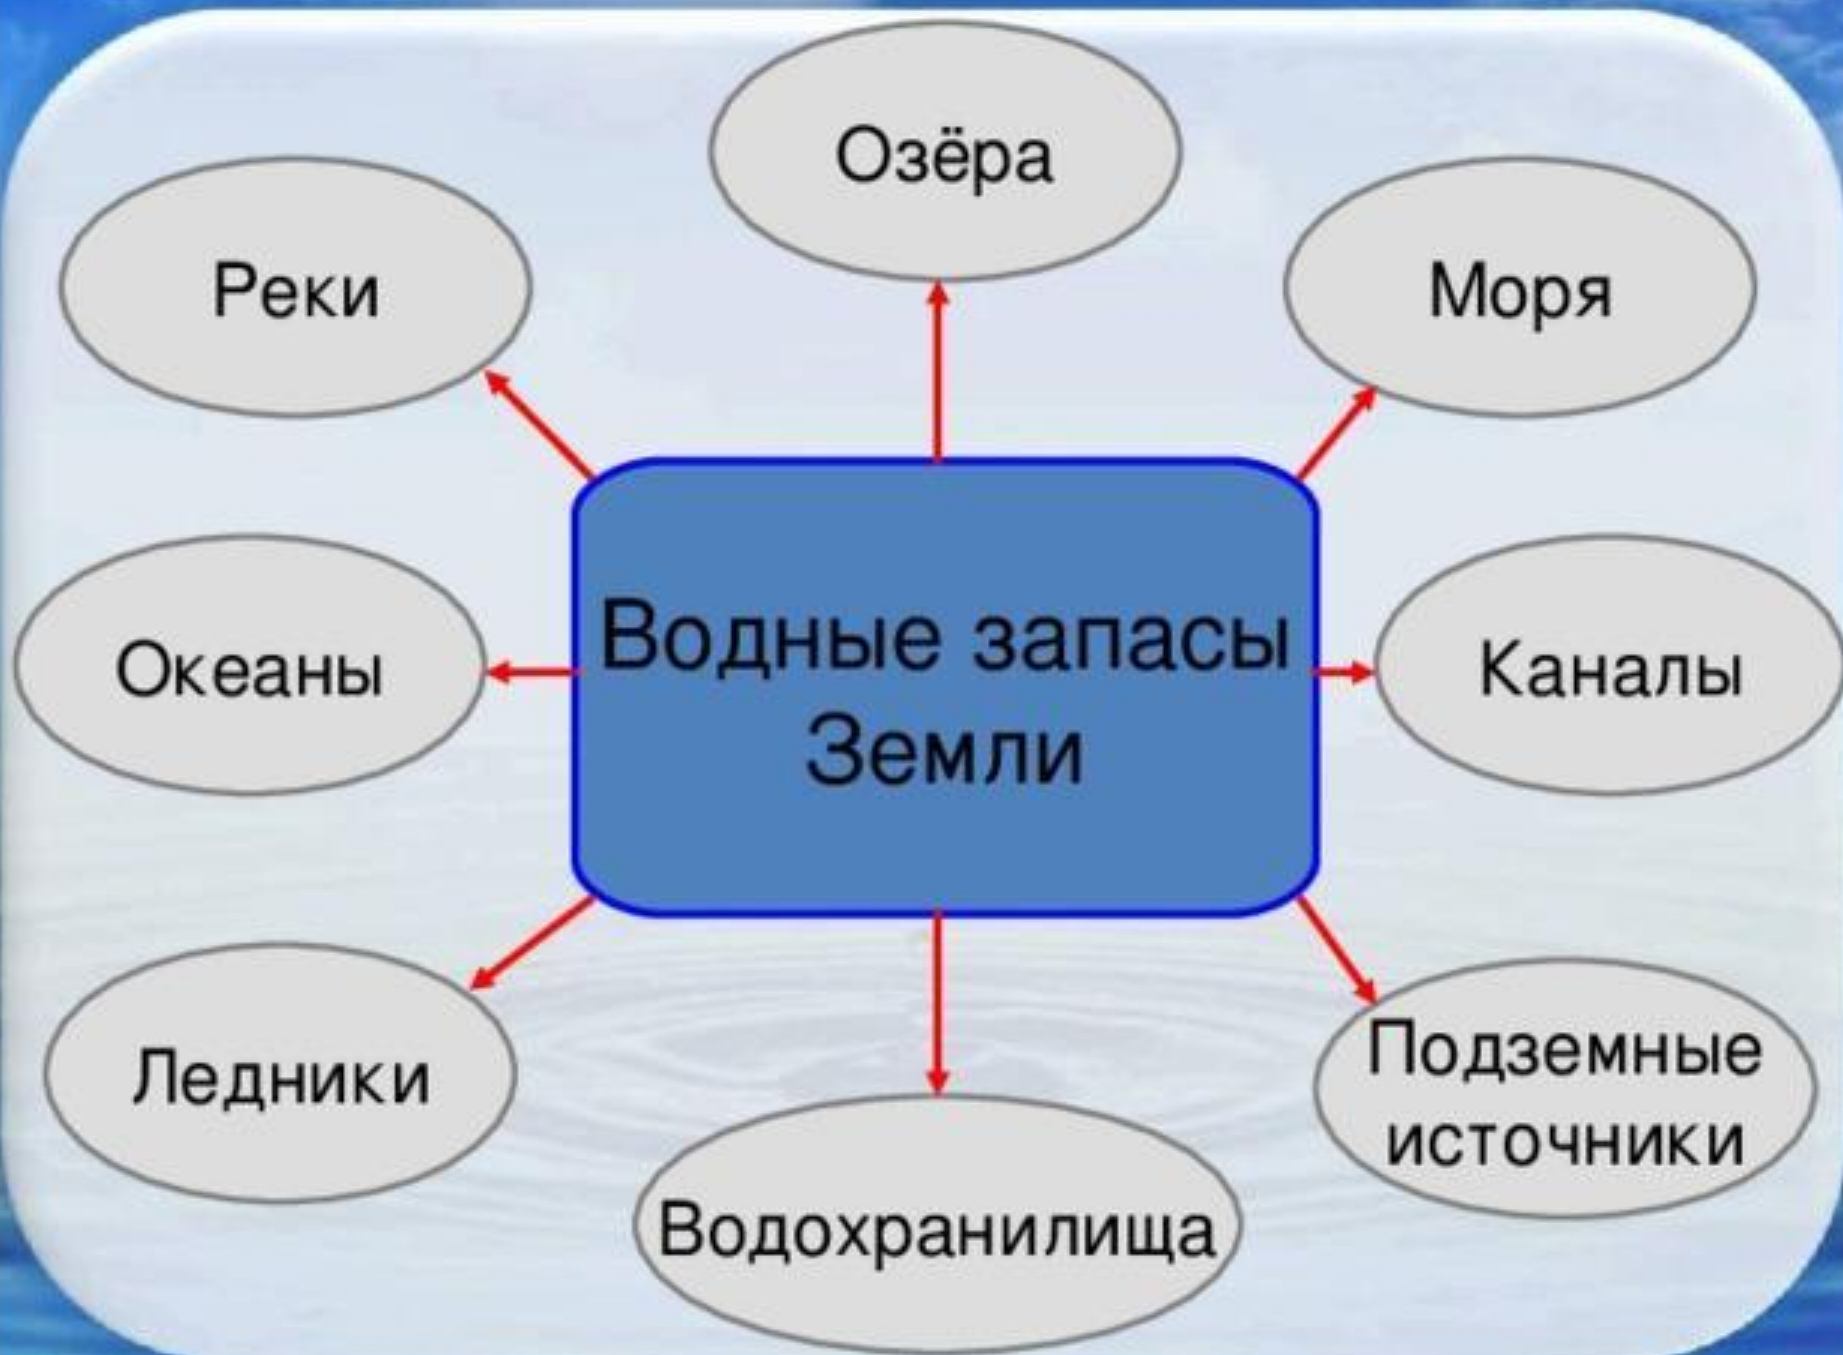 Озёра
Реки
Моря
Океаны
Водные запасы
Земли
Каналы
Ледники
Подземные
источники
Водохранилища